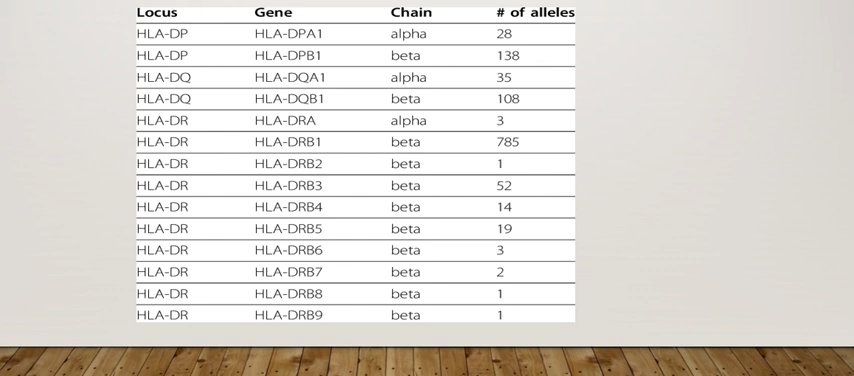 Locus Gene Chain # of alleles
HLA-DP HLA-DPA1 alpha 28
HLA-DP HLA-DPB1 beta 138
HLA-DQ HLA-DQA1 alpha 35
HLA-DQ HLA-DQB1 beta 108
HLA-DR HLA-DRA alpha 3
HLA-DR HLA-DRB1 beta 785
HLA-DR HLA-DRB2 beta 1
HLA-DR HLA-DRB3 beta 52
HLA-DR HLA-DRB4 beta 14
HLA-DR HLA-DRB5 beta 19
HLA-DR HLA-DRB6 beta 3
HLA-DR HLA-DRB7 beta 2
HLA-DR HLA-DRB8 beta 1
HLA-DR HLA-DRB9 beta 1